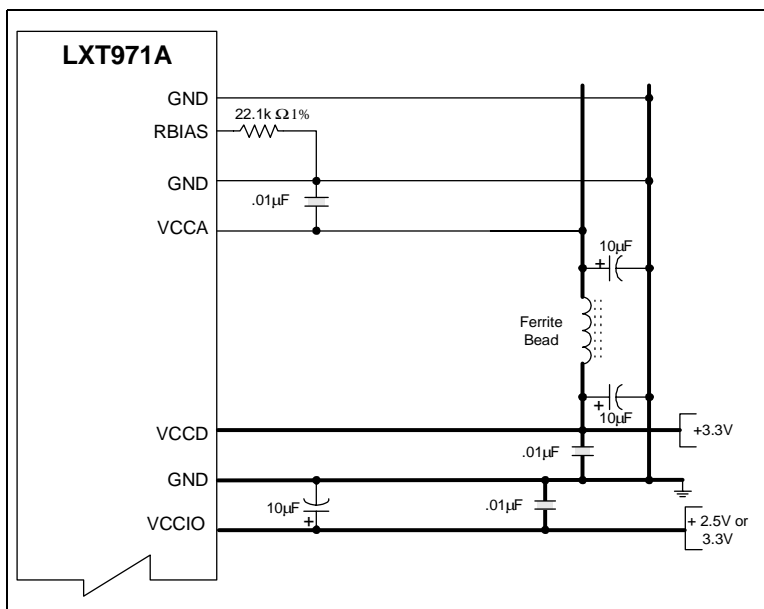 LXT971A
GND
22.1k Ω 1%
RBIAS
GND
.01µF
VCCA
10µF
+
Ferrite
Bead
+
10µF
VCCD
+3.3V
.01µF
GND
10µF
.01µF
+
VCCIO
+ 2.5V or
3.3V